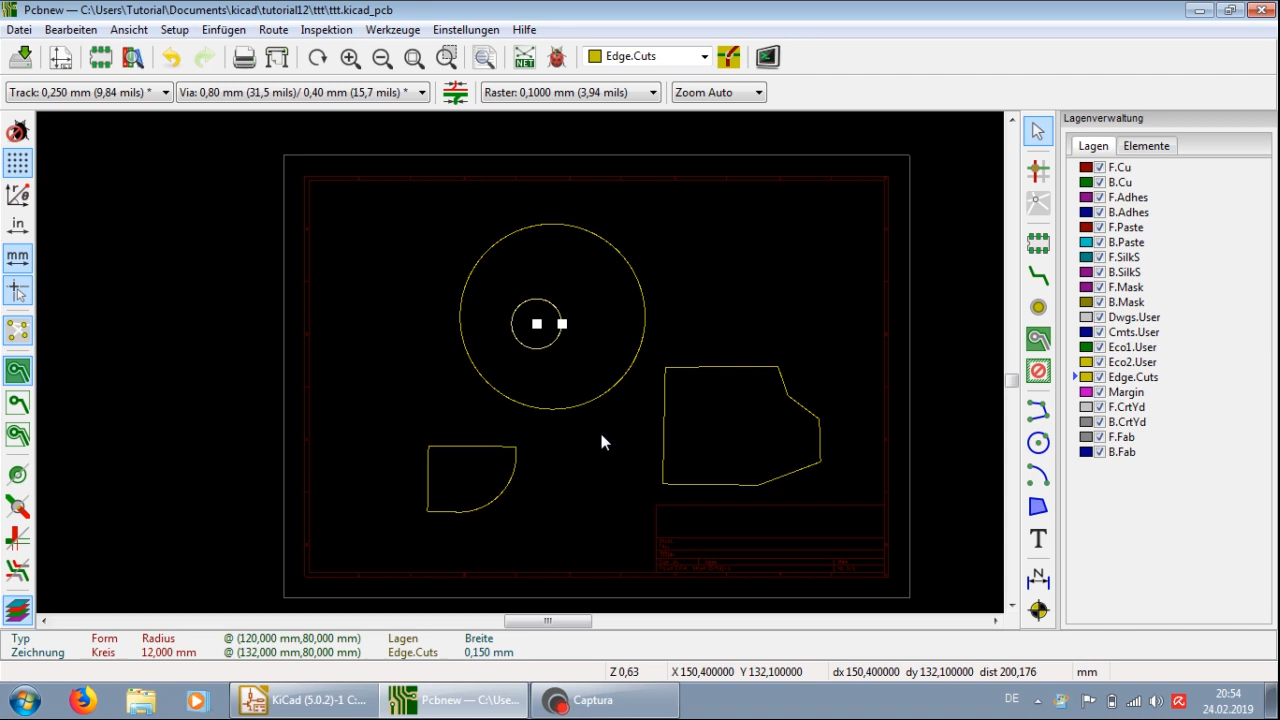 Pcbnew — C:\Users\Tutorial\Documents\kicad\tutorial12\ttt\ttt.kicad_pcb
Datei Bearbeiten Ansicht Setup Einfügen Route Inspektion Werkzeuge Einstellungen Hilfe
NET Edge.Cuts
Track: 0,250 mm (9,84 mils) * Via: 0,80 mm (31,5 mils)/ 0,40 mm (15,7 mils) * Raster: 0,1000 mm (3,94 mils) Zoom Auto
Lagenverwaltung
Lagen Elemente
F.Cu
B.Cu
F.Adhes
B.Adhes
F.Paste
B.Paste
F.SilkS
B.SilkS
F.Mask
B.Mask
Dwgs.User
Cmts.User
Eco1.User
Eco2.User
Edge.Cuts
Margin
F.CrtYd
B.CrtYd
F.Fab
B.Fab
in
mm
T
N
Typ Form Radius @ (120,000 mm,80,000 mm) Lagen Breite
Zeichnung Kreis 12,000 mm @ (132,000 mm,80,000 mm) Edge.Cuts 0,150 mm
Z 0,63 X 150,400000 Y 132,100000 dx 150,400000 dy 132,100000 dist 200,176 mm
KiCad (5.0.2)-1 C:... Pcbnew — C:\Use... Captura DE 20:54
24.02.2019